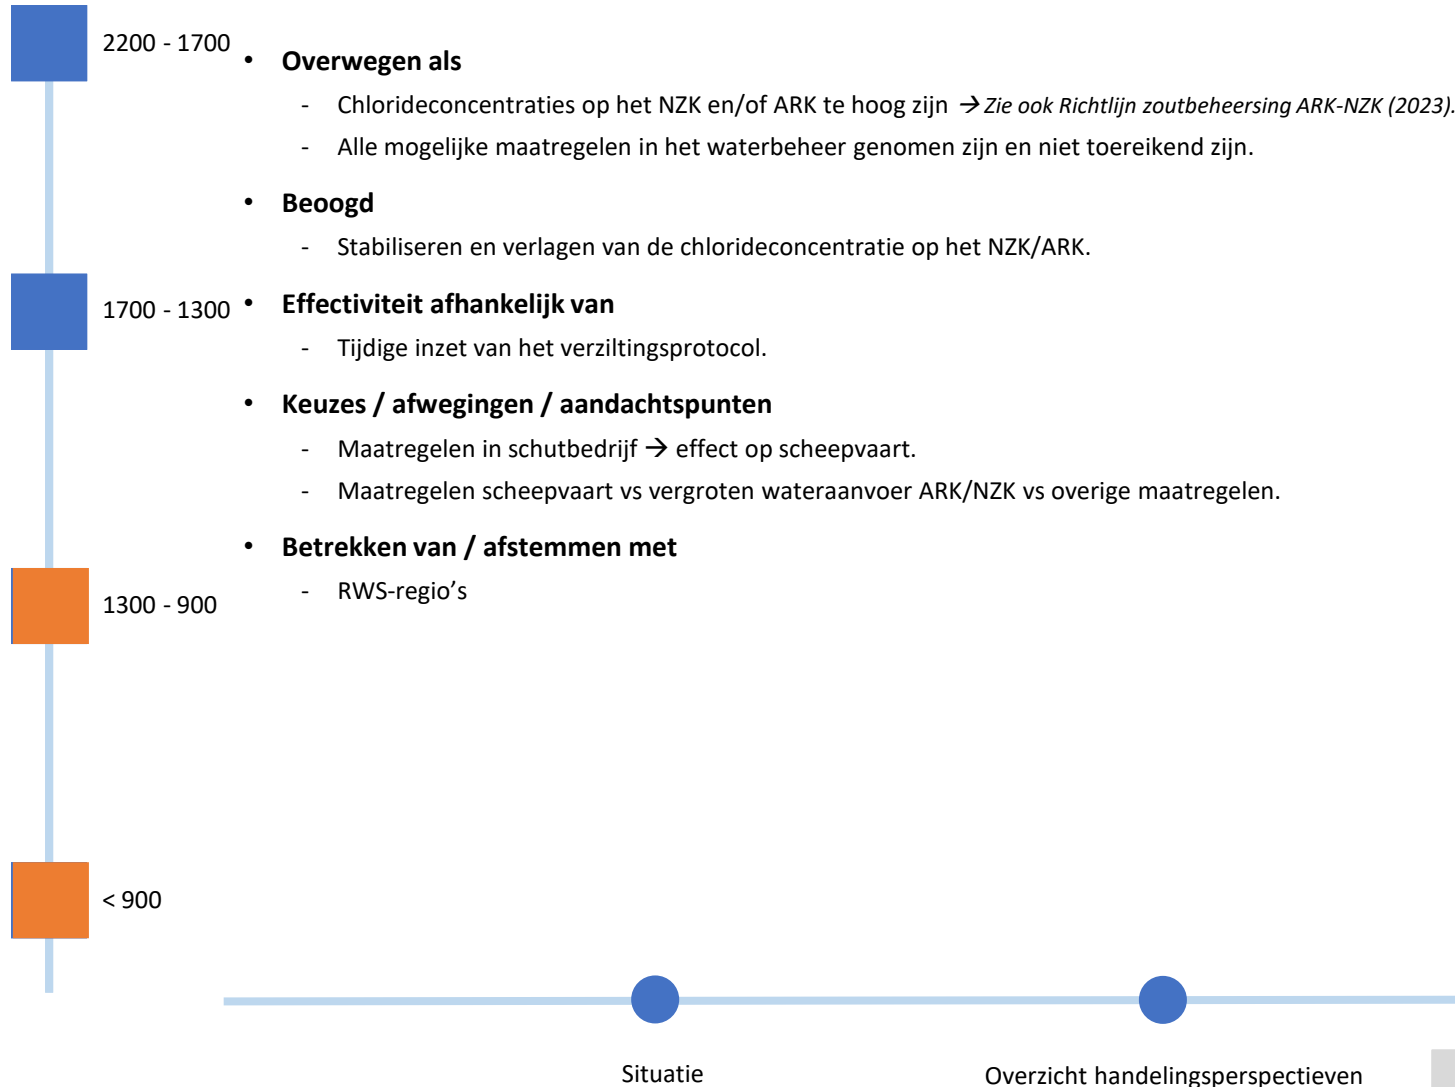 2200 - 1700
• Overwegen als
- Chlorideconcentraties op het NZK en/of ARK te hoog zijn → Zie ook Richtlijn zoutbeheersing ARK-NZK (2023).
- Alle mogelijke maatregelen in het waterbeheer genomen zijn en niet toereikend zijn.
• Beoogd
- Stabiliseren en verlagen van de chlorideconcentratie op het NZK/ARK.
1700 - 1300
• Effectiviteit afhankelijk van
- Tijdige inzet van het verziltingsprotocol.
• Keuzes / afwegingen / aandachtspunten
- Maatregelen in schutbedrijf → effect op scheepvaart.
- Maatregelen scheepvaart vs vergroten wateraanvoer ARK/NZK vs overige maatregelen.
• Betrekken van / afstemmen met
- RWS-regio’s
1300 - 900
< 900
Situatie
Overzicht handelingsperspectieven